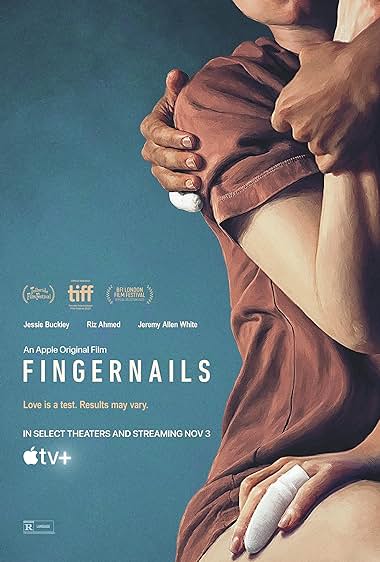 tiff
BFI LONDON
FILM FESTIVAL
Jessie Buckley Riz Ahmed Jeremy Allen White
An Apple Original Film
FINGERNAILS
Love is a test. Results may vary.
IN SELECT THEATERS AND STREAMING NOV 3
tv+
R LANGUAGE